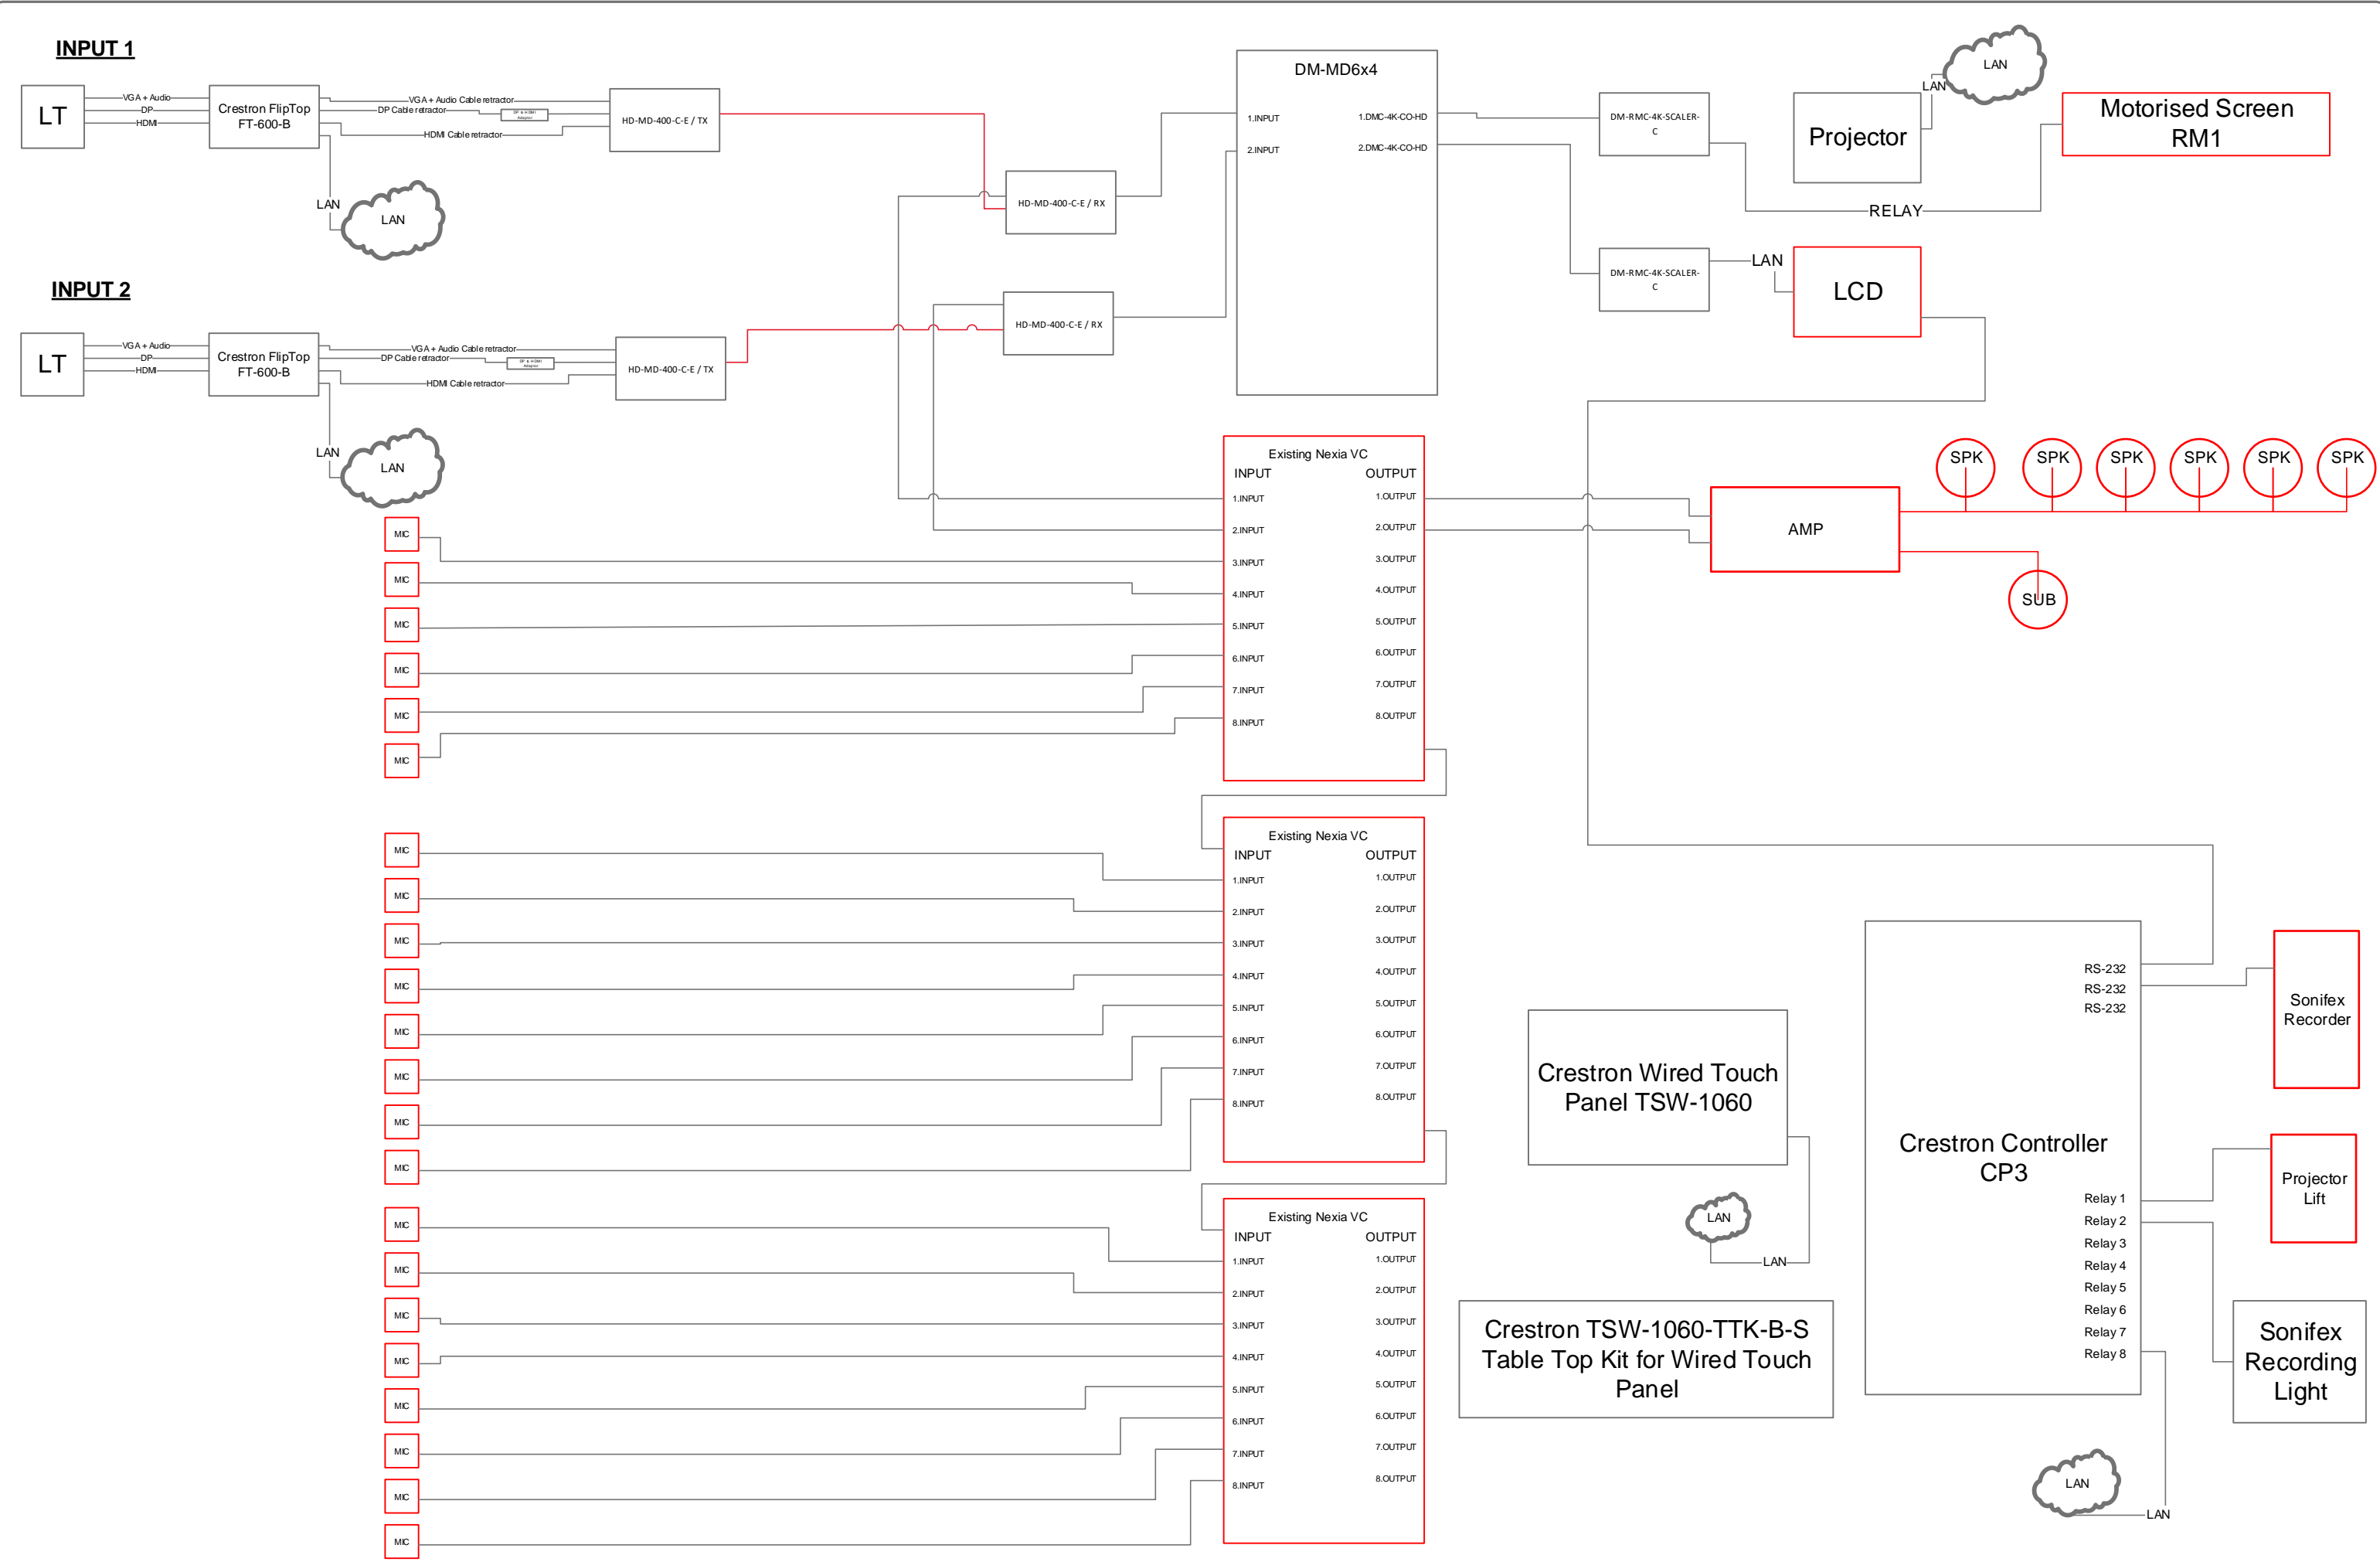 INPUT 1
LT
VGA + Audio
DP
HDMI
Crestron FlipTop
FT-600-B
VGA + Audio Cable retractor
DP Cable retractor
DP & HDMI
Adaptor
HDMI Cable retractor
HD-MD-400-C-E / TX
LAN
LAN
HD-MD-400-C-E / RX
DM-MD6x4
1.INPUT
2.INPUT
1.DMC-4K-CO-HD
2.DMC-4K-CO-HD
DM-RMC-4K-SCALER-
C
Projector
LAN
LAN
Motorised Screen
RM1
RELAY
DM-RMC-4K-SCALER-
C
LAN
LCD
INPUT 2
LT
VGA + Audio
DP
HDMI
Crestron FlipTop
FT-600-B
VGA + Audio Cable retractor
DP Cable retractor
DP & HDMI
Adaptor
HDMI Cable retractor
HD-MD-400-C-E / TX
LAN
LAN
HD-MD-400-C-E / RX
MIC
MIC
MIC
MIC
MIC
MIC
Existing Nexia VC
INPUT
OUTPUT
1.INPUT
1.OUTPUT
2.INPUT
2.OUTPUT
3.INPUT
3.OUTPUT
4.INPUT
4.OUTPUT
5.INPUT
5.OUTPUT
6.INPUT
6.OUTPUT
7.INPUT
7.OUTPUT
8.INPUT
8.OUTPUT
AMP
SPK
SPK
SPK
SPK
SPK
SPK
SUB
MIC
MIC
MIC
MIC
MIC
MIC
MIC
MIC
Existing Nexia VC
INPUT
OUTPUT
1.INPUT
1.OUTPUT
2.INPUT
2.OUTPUT
3.INPUT
3.OUTPUT
4.INPUT
4.OUTPUT
5.INPUT
5.OUTPUT
6.INPUT
6.OUTPUT
7.INPUT
7.OUTPUT
8.INPUT
8.OUTPUT
MIC
MIC
MIC
MIC
MIC
MIC
MIC
MIC
Existing Nexia VC
INPUT
OUTPUT
1.INPUT
1.OUTPUT
2.INPUT
2.OUTPUT
3.INPUT
3.OUTPUT
4.INPUT
4.OUTPUT
5.INPUT
5.OUTPUT
6.INPUT
6.OUTPUT
7.INPUT
7.OUTPUT
8.INPUT
8.OUTPUT
Crestron Wired Touch
Panel TSW-1060
LAN
LAN
Crestron TSW-1060-TTK-B-S
Table Top Kit for Wired Touch
Panel
Crestron Controller
CP3
RS-232
RS-232
RS-232
Relay 1
Relay 2
Relay 3
Relay 4
Relay 5
Relay 6
Relay 7
Relay 8
Sonifex
Recorder
Projector
Lift
Sonifex
Recording
Light
LAN
LAN